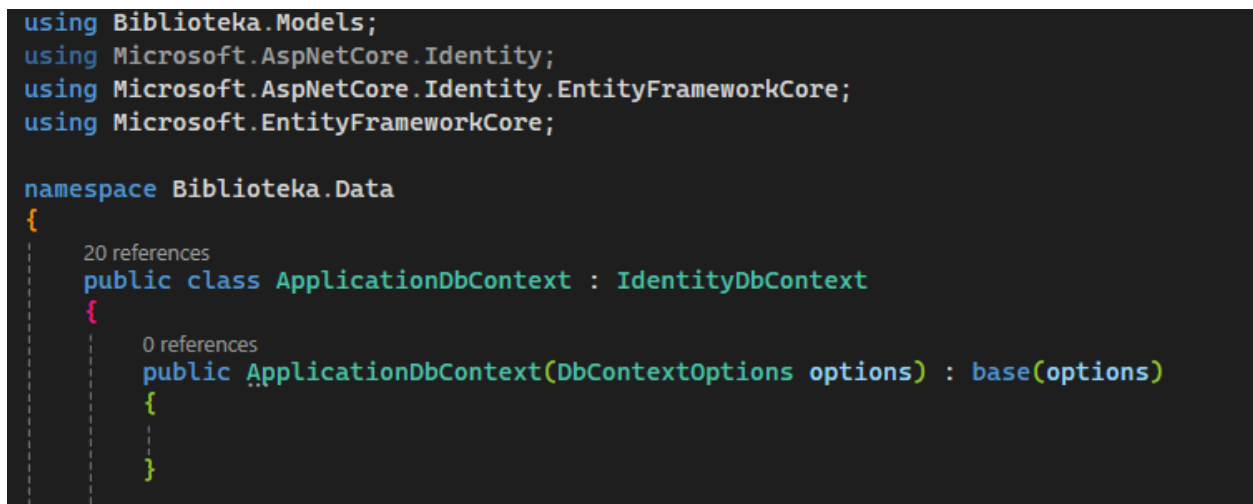 using Biblioteka.Models;
using Microsoft.AspNetCore.Identity;
using Microsoft.AspNetCore.Identity.EntityFrameworkCore;
using Microsoft.EntityFrameworkCore;
namespace Biblioteka.Data
{
20 references
public class ApplicationDbContext : IdentityDbContext
{
0 references
public ApplicationDbContext(DbContextOptions options) : base(options)
{
}